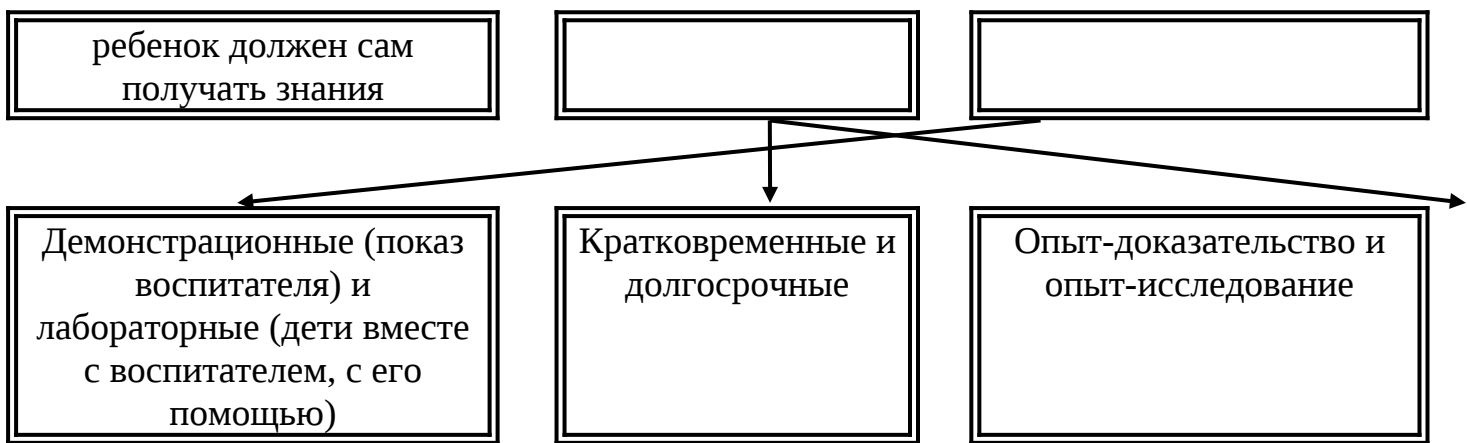 ребенок должен сам
получать знания
Демонстрационные (показ
воспитателя) и
лабораторные (дети вместе
с воспитателем, с его
помощью)
Кратковременные и
долгосрочные
Опыт-доказательство и
опыт-исследование